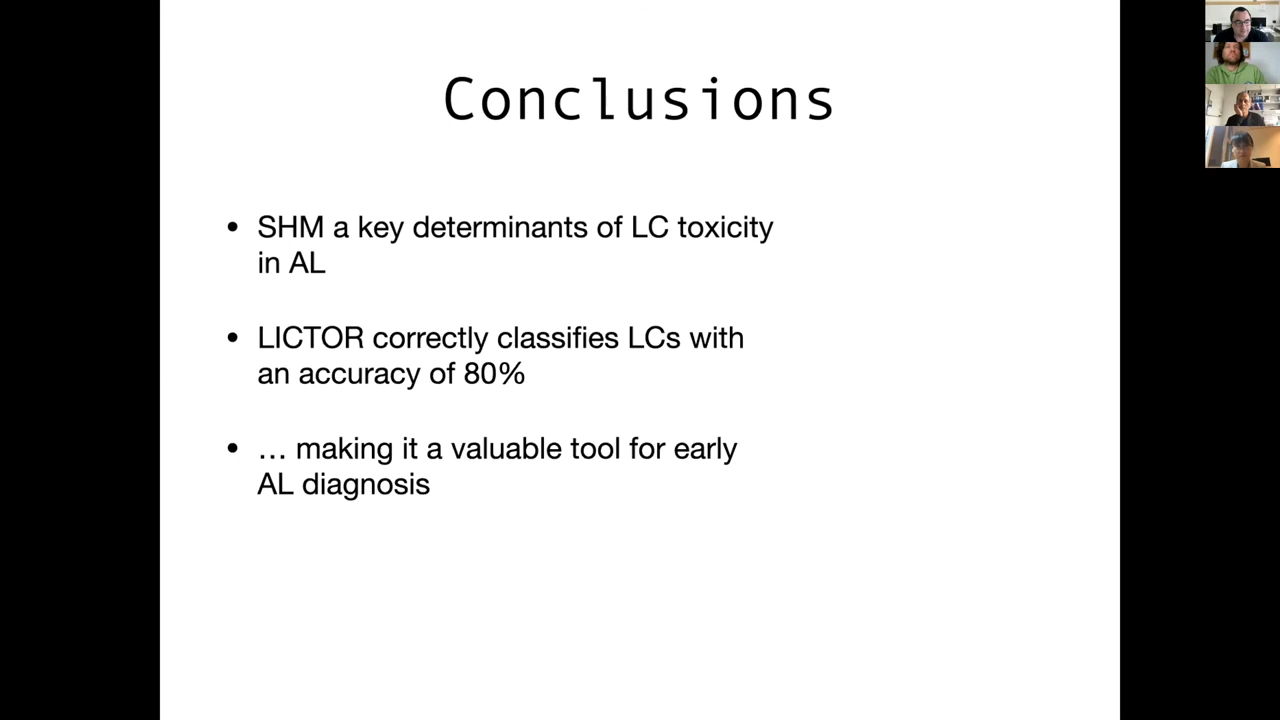 Conclusions
• SHM a key determinants of LC toxicity
in AL
• LICTOR correctly classifies LCs with
an accuracy of 80%
• … making it a valuable tool for early
AL diagnosis